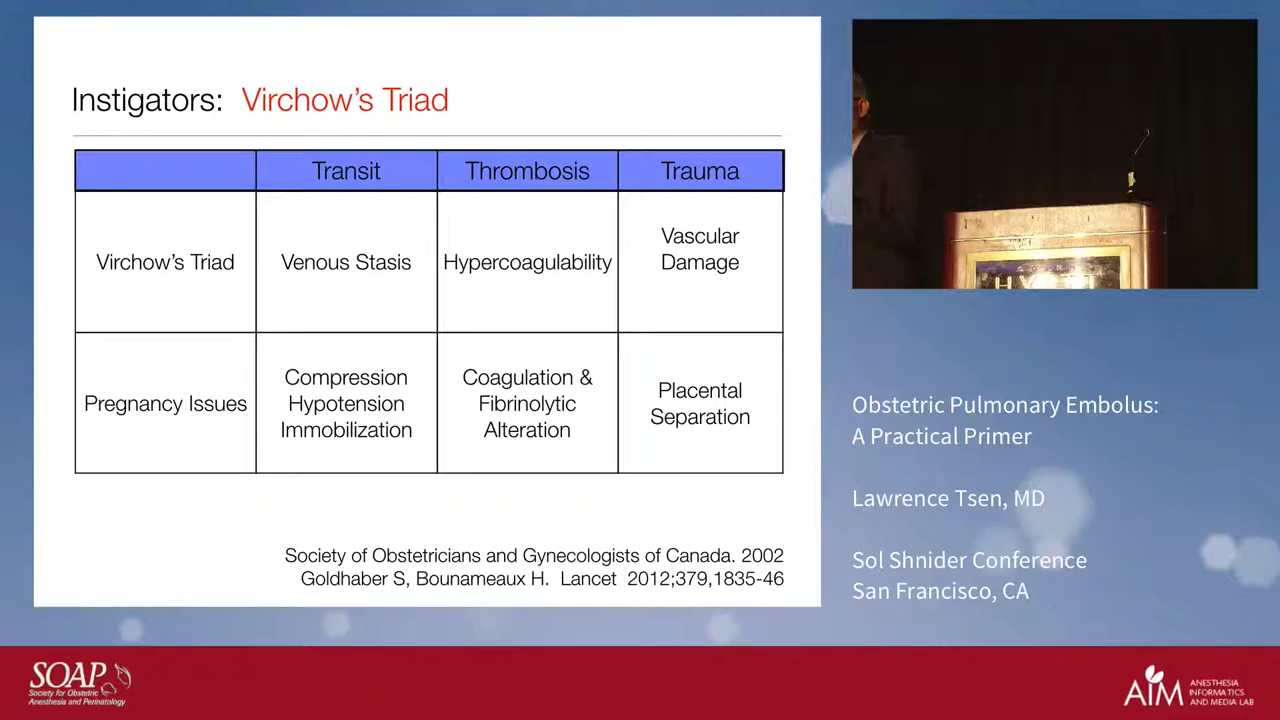 Instigators: Virchow's Triad
Transit Thrombosis Trauma
Virchow's Triad
Venous Stasis
Hypercoagulability
Vascular
Damage
Pregnancy Issues
Compression
Hypotension
Immobilization
Coagulation &
Fibrinolytic
Alteration
Placental
Separation
Society of Obstetricians and Gynecologists of Canada. 2002
Goldhaber S, Bounameaux H. Lancet 2012;379,1835-46
Obstetric Pulmonary Embolus:
A Practical Primer
Lawrence Tsen, MD
Sol Shnider Conference
San Francisco, CA
SOAP
Society for Obstetric
Anesthesia and Perinatology
AIM
ANESTHESIA
INFORMATICS
AND MEDIA LAB